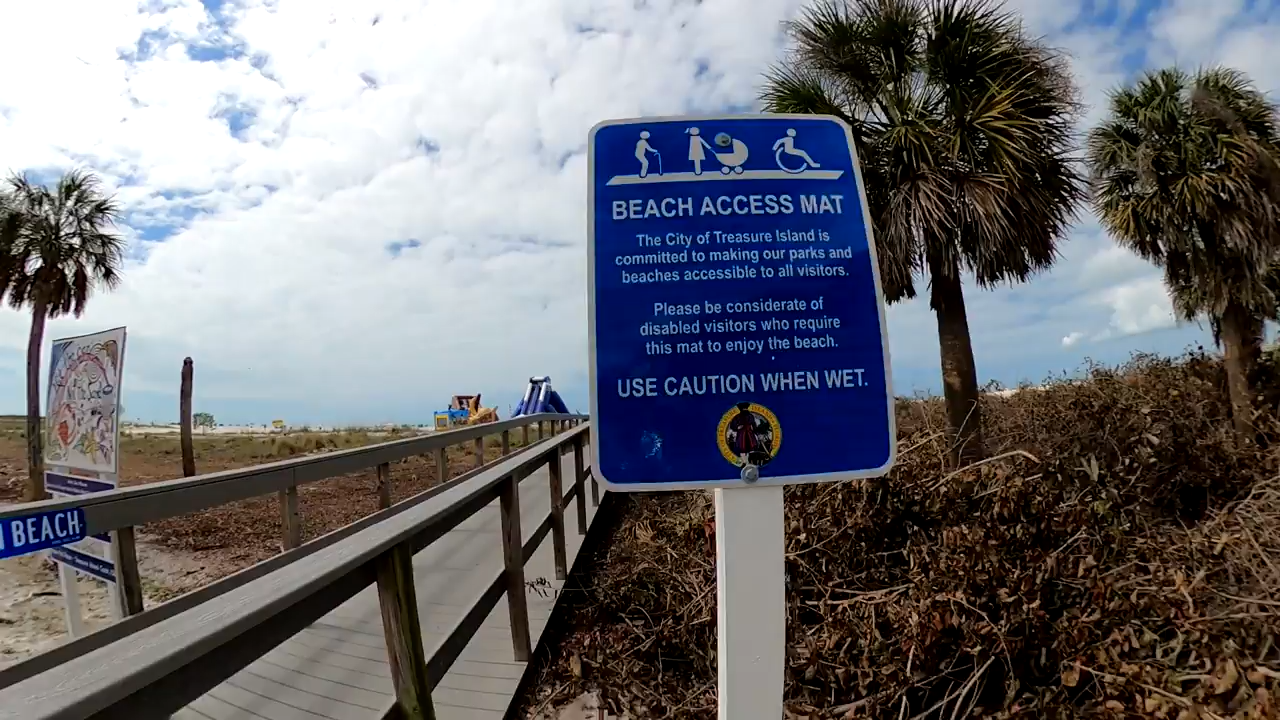 BEACH ACCESS MAT
The City of Treasure Island is
committed to making our parks and
beaches accessible to all visitors.
Please be considerate of
disabled visitors who require
this mat to enjoy the beach.
USE CAUTION WHEN WET.
BEACH